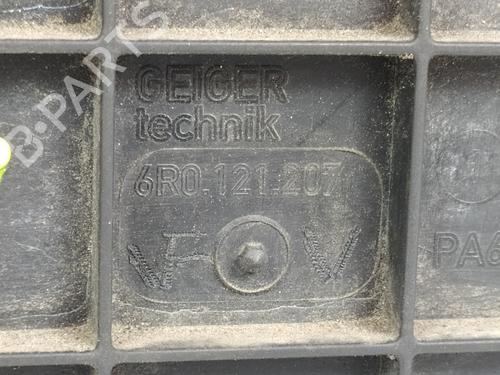 GEIGER
technik
6R0.121.207
PA6
B-PARTS